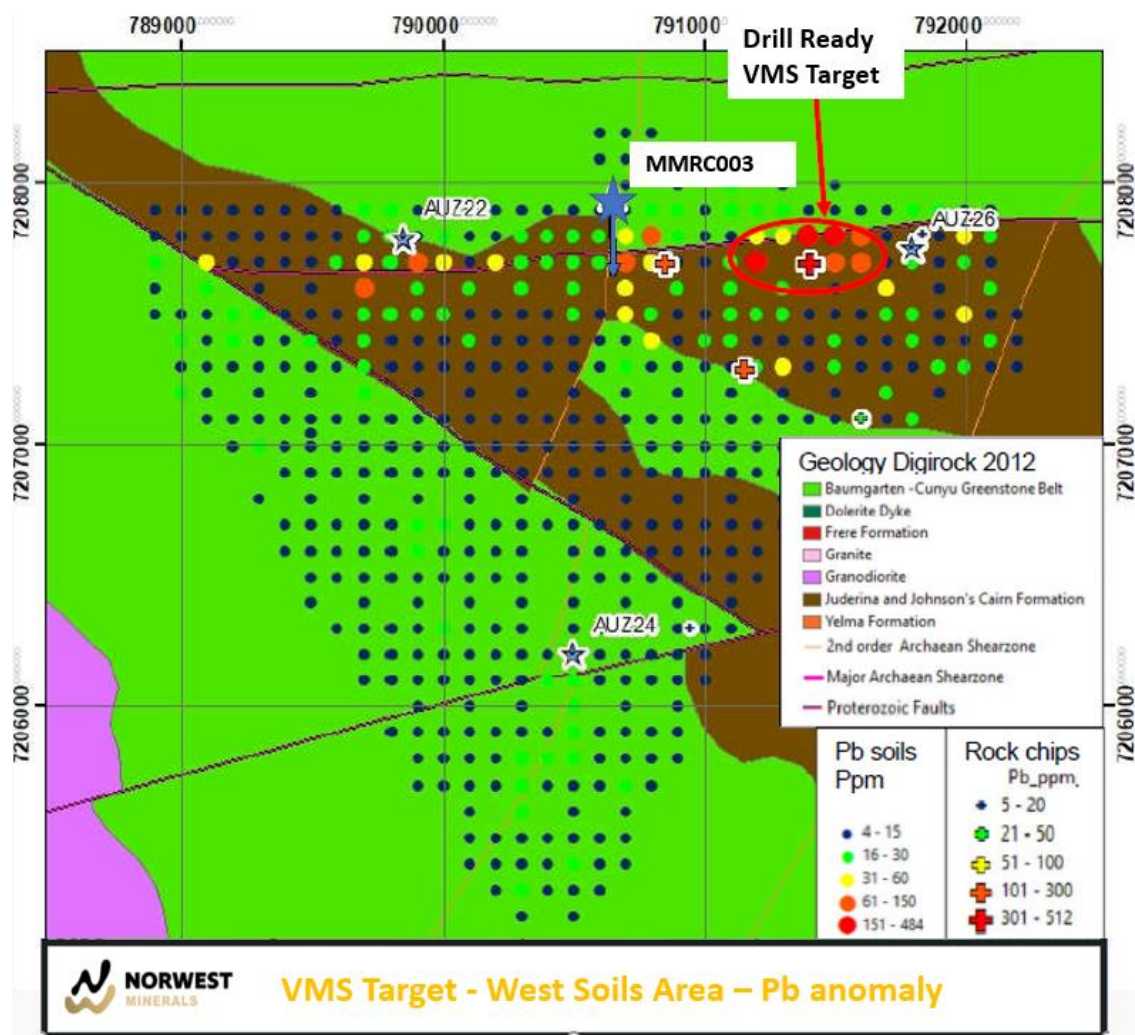 789000
790000
791000
792000
Drill Ready
VMS Target
MMRC003
7208000
7208000
AUZ-22
AUZ-26
7207000
7207000
Geology Digirock 2012
Baumgarten -Cunyu Greenstone Belt
Dolerite Dyke
Frere Formation
Granite
Granodiorite
Juderina and Johnson's Cairn Formation
Yelma Formation
2nd order Archaean Shearzone
Major Archaean Shearzone
Proterozoic Faults
AUZ24
7206000
7206000
Pb soils
Ppm
4 - 15
16 - 30
31 - 60
61 - 150
151 - 484
Rock chips
Pb_ppm
5 - 20
21 - 50
51 - 100
101 - 300
301 - 512
NORWEST
MINERALS
VMS Target - West Soils Area – Pb anomaly